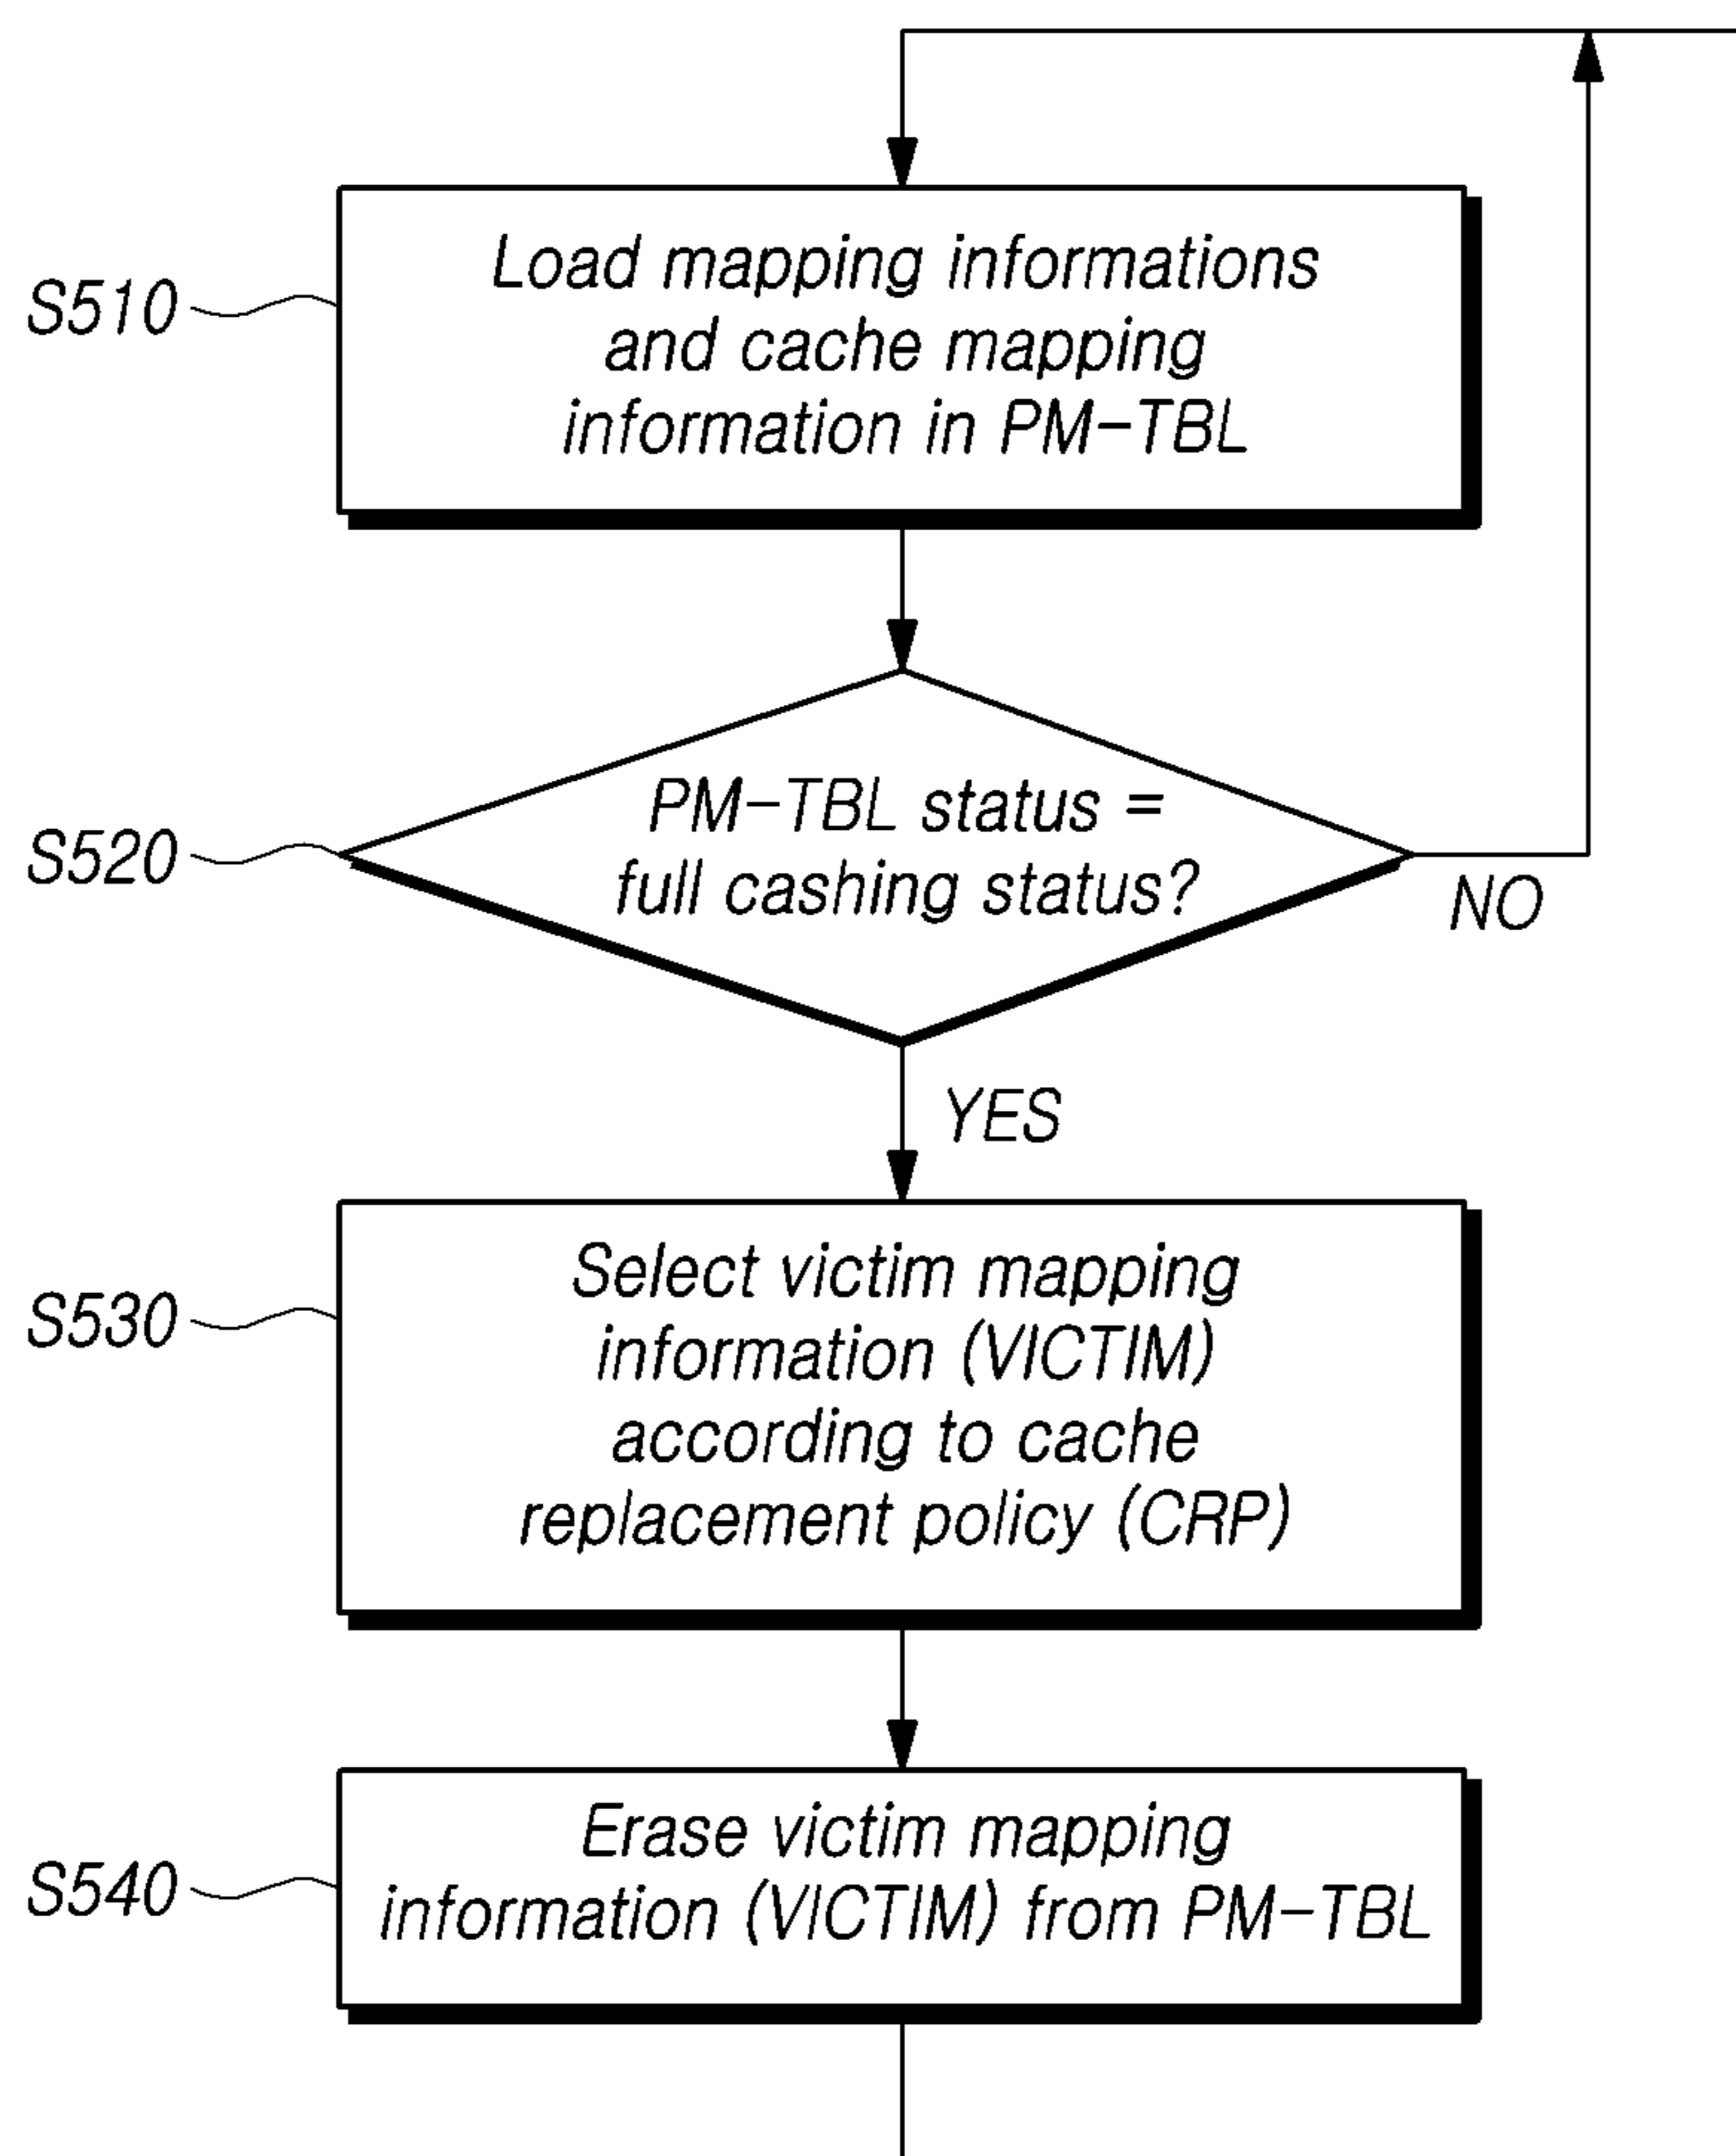 S510
Load mapping informations
and cache mapping
information in PM-TBL
S520
PM-TBL status =
full cashing status?
NO
YES
S530
Select victim mapping
information (VICTIM)
according to cache
replacement policy (CRP)
S540
Erase victim mapping
information (VICTIM) from PM-TBL